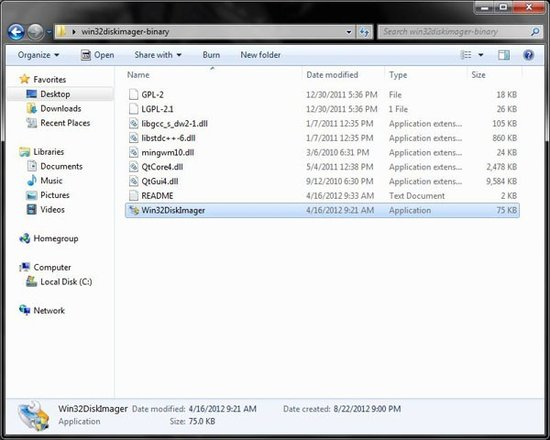 win32diskimager-binary
Search win32diskimager-binary
Organize Open Share with Burn New folder
Name Date modified Type Size
Favorites
Desktop
Downloads
Recent Places
Libraries
Documents
Music
Pictures
Videos
Homegroup
Computer
Local Disk (C:)
Network
GPL-2 12/30/2011 5:36 PM File 18 KB
LGPL-2.1 12/30/2011 5:36 PM 1 File 26 KB
libgcc_s_dw2-1.dll 1/7/2011 12:35 PM Application extens... 105 KB
libstdc++-6.dll 1/7/2011 12:35 PM Application extens... 860 KB
mingwm10.dll 3/6/2010 6:31 PM Application extens... 24 KB
QtCore4.dll 5/4/2011 12:38 PM Application extens... 2,478 KB
QtGui4.dll 9/12/2010 6:30 PM Application extens... 9,584 KB
README 4/16/2012 9:33 AM Text Document 2 KB
Win32DiskImager 4/16/2012 9:21 AM Application 75 KB
Win32DiskImager Date modified: 4/16/2012 9:21 AM Date created: 8/22/2012 9:00 PM
Application Size: 75.0 KB